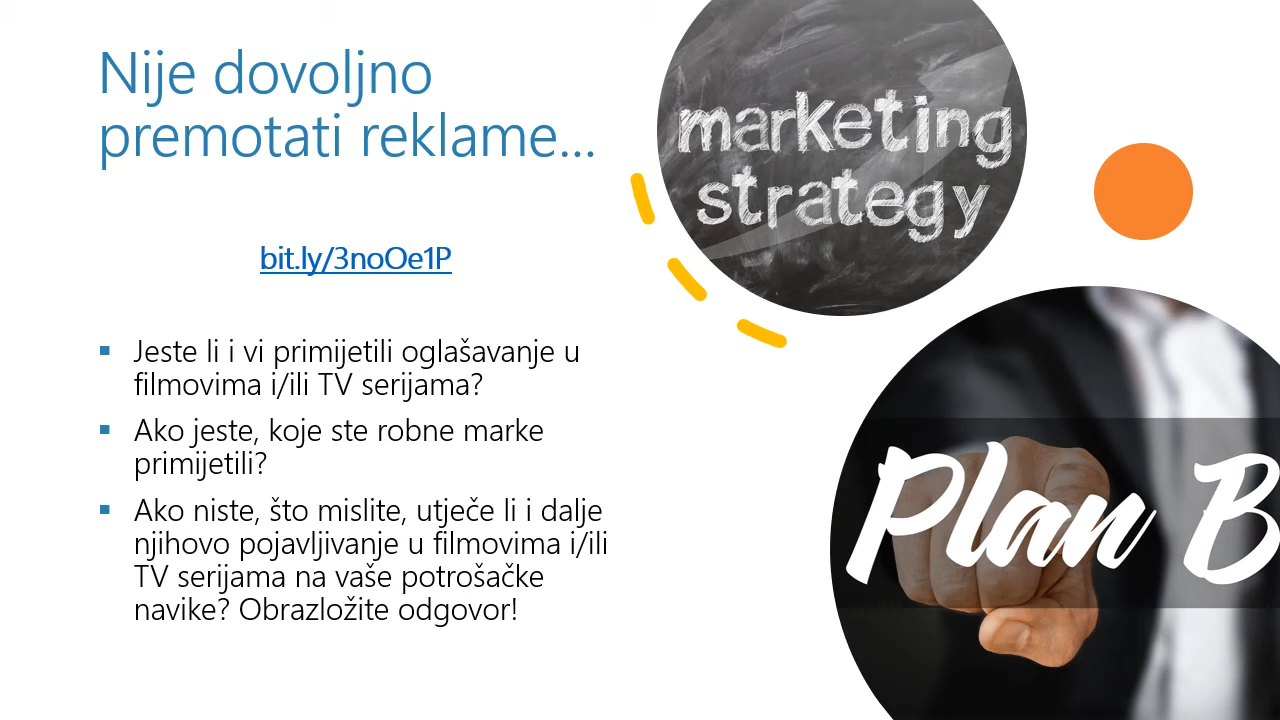 Nije dovoljno
premotati reklame...
bit.ly/3noOe1P
Jeste li i vi primijetili oglašavanje u
filmovima i/ili TV serijama?
Ako jeste, koje ste robne marke
primijetili?
Ako niste, što mislite, utječe li i dalje
njihovo pojavljivanje u filmovima i/ili
TV serijama na vaše potrošačke
navike? Obrazložite odgovor!
marketing
strategy
Plan B